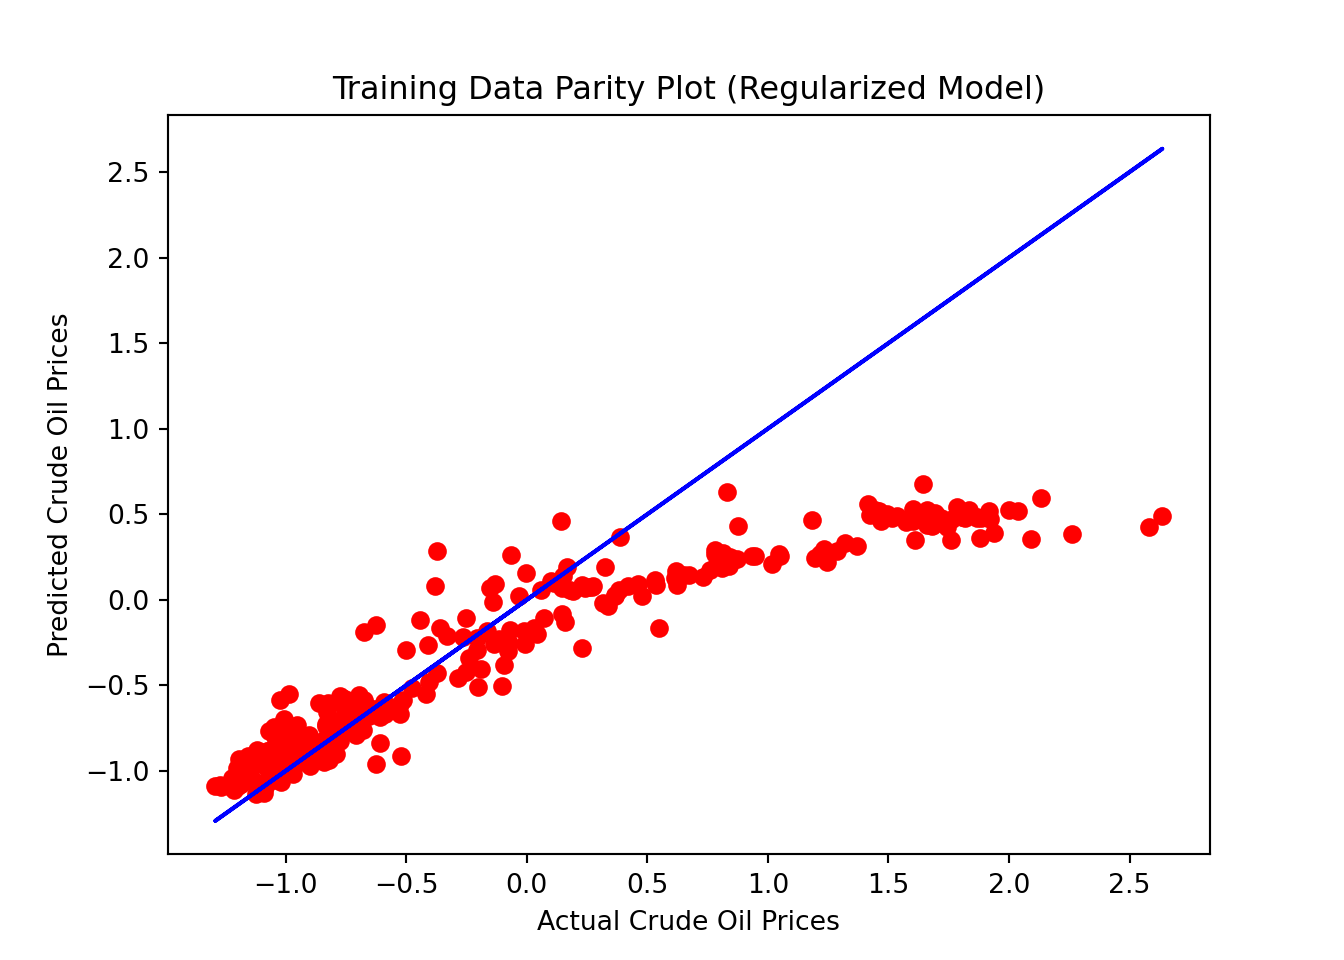 Training Data Parity Plot (Regularized Model)
2.5
2.0
1.5
1.0
0.5
0.0
−0.5
−1.0
Predicted Crude Oil Prices
−1.0 −0.5 0.0 0.5 1.0 1.5 2.0 2.5
Actual Crude Oil Prices